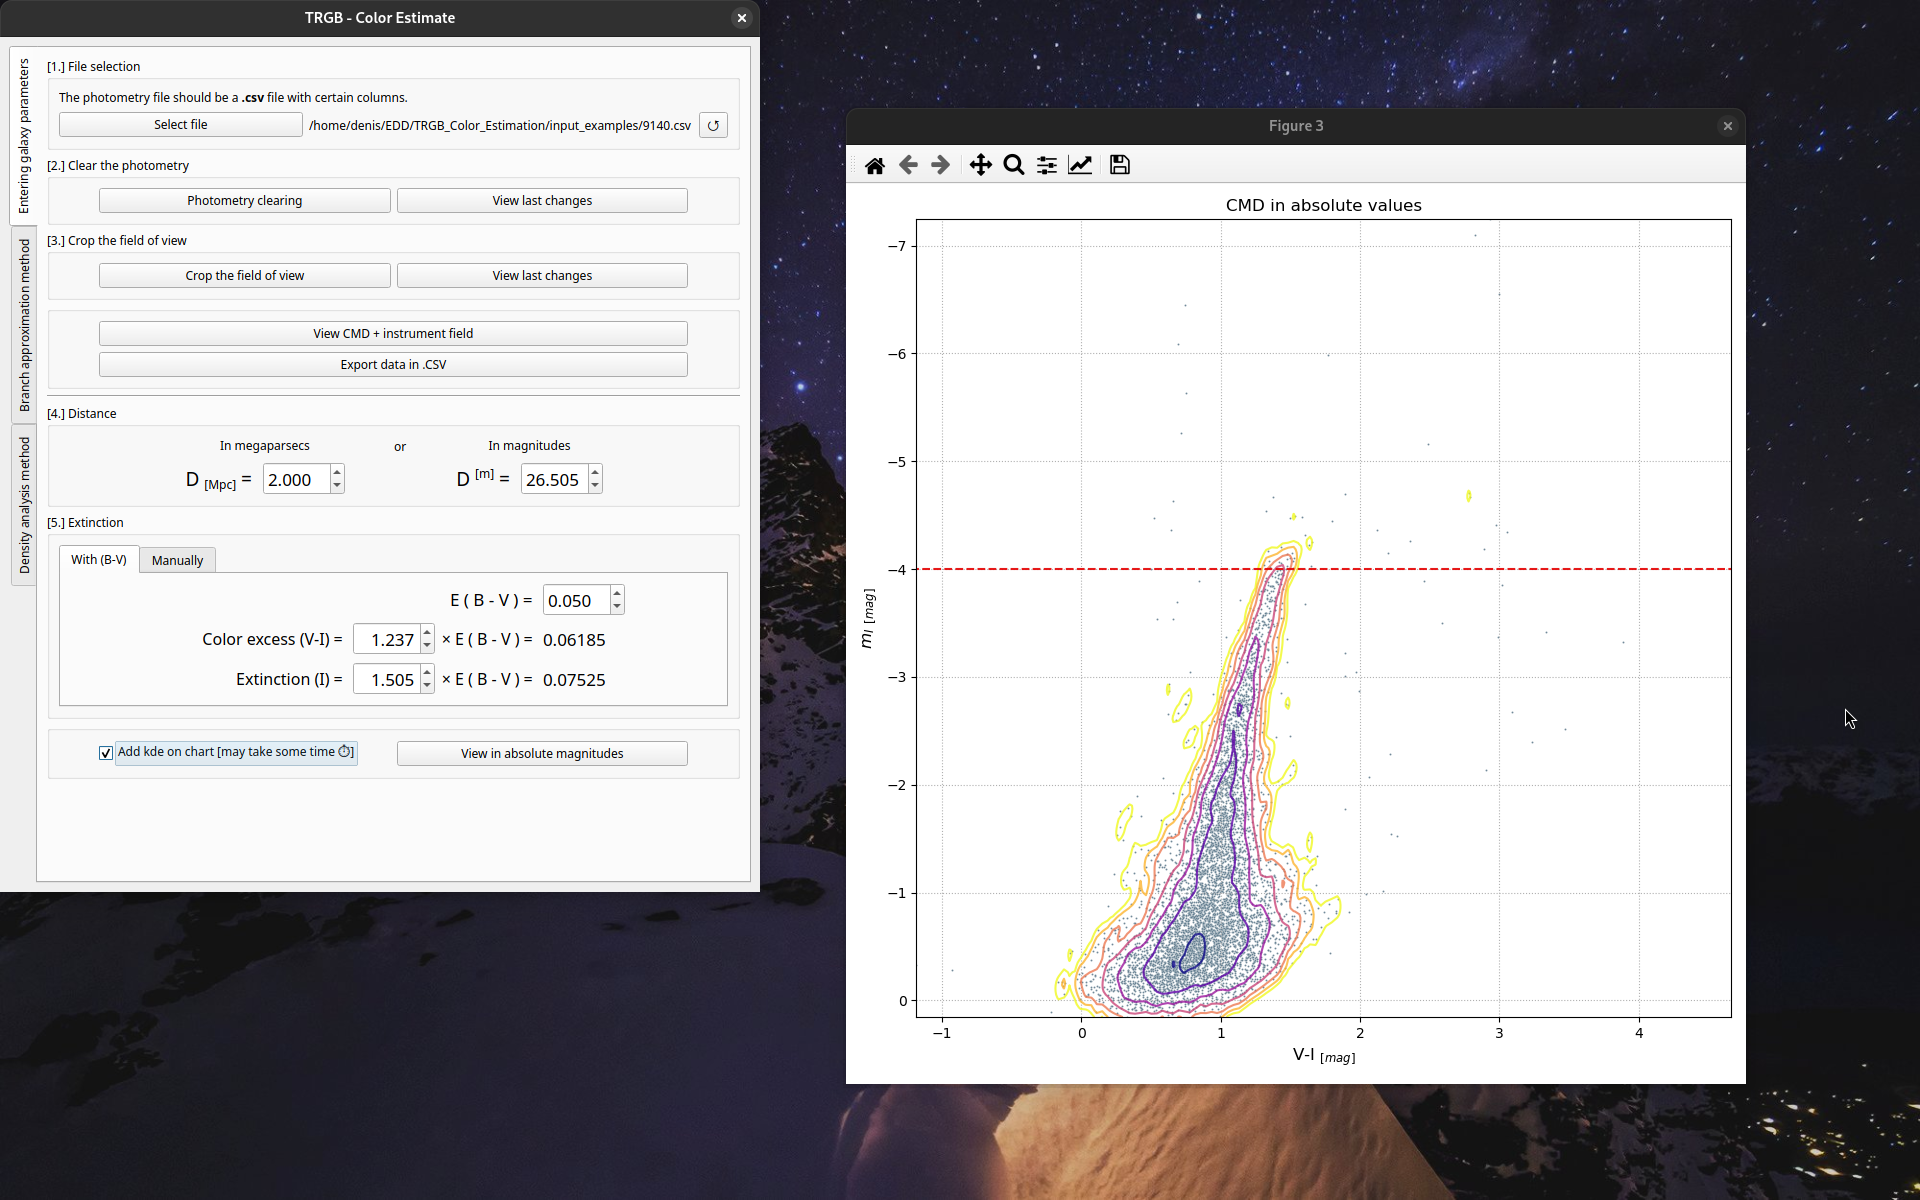 TRGB - Color Estimate
Entering galaxy parameters
Branch approximation method
Density analysis method
[1.] File selection
The photometry file should be a .csv file with certain columns.
Select file /home/denis/EDD/TRGB_Color_Estimation/input_examples/9140.csv
[2.] Clear the photometry
Photometry clearing View last changes
[3.] Crop the field of view
Crop the field of view View last changes
View CMD + instrument field
Export data in .CSV
[4.] Distance
In megaparsecs or In magnitudes
D [Mpc] = 2.000 D [m] = 26.505
[5.] Extinction
With (B-V) Manually
E ( B - V ) = 0.050
Color excess (V-I) = 1.237 × E ( B - V ) = 0.06185
Extinction (I) = 1.505 × E ( B - V ) = 0.07525
Add kde on chart [may take some time ⏱] View in absolute magnitudes
Figure 3
CMD in absolute values
−7
−6
−5
−4
−3
−2
−1
0
mI [mag]
−1 0 1 2 3 4
V-I [mag]